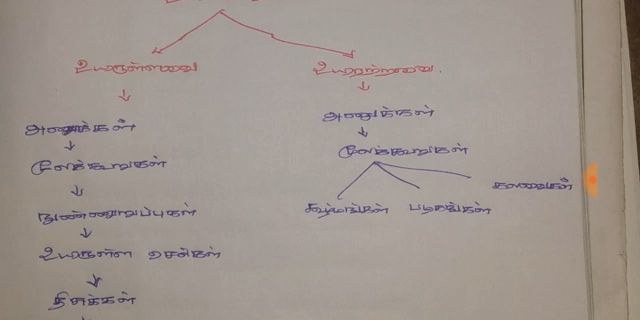 உயிருள்ளவை
உயிரற்றவை.
அணுக்கள்
அணுக்கள்
மூலக்கூறுகள்
மூலக்கூறுகள்
கலவைகள்
நுண்ணுறுப்புகள்
கூழ்மங்கள் படிகங்கள்
உயிருள்ள செல்கள்
திசுக்கள்